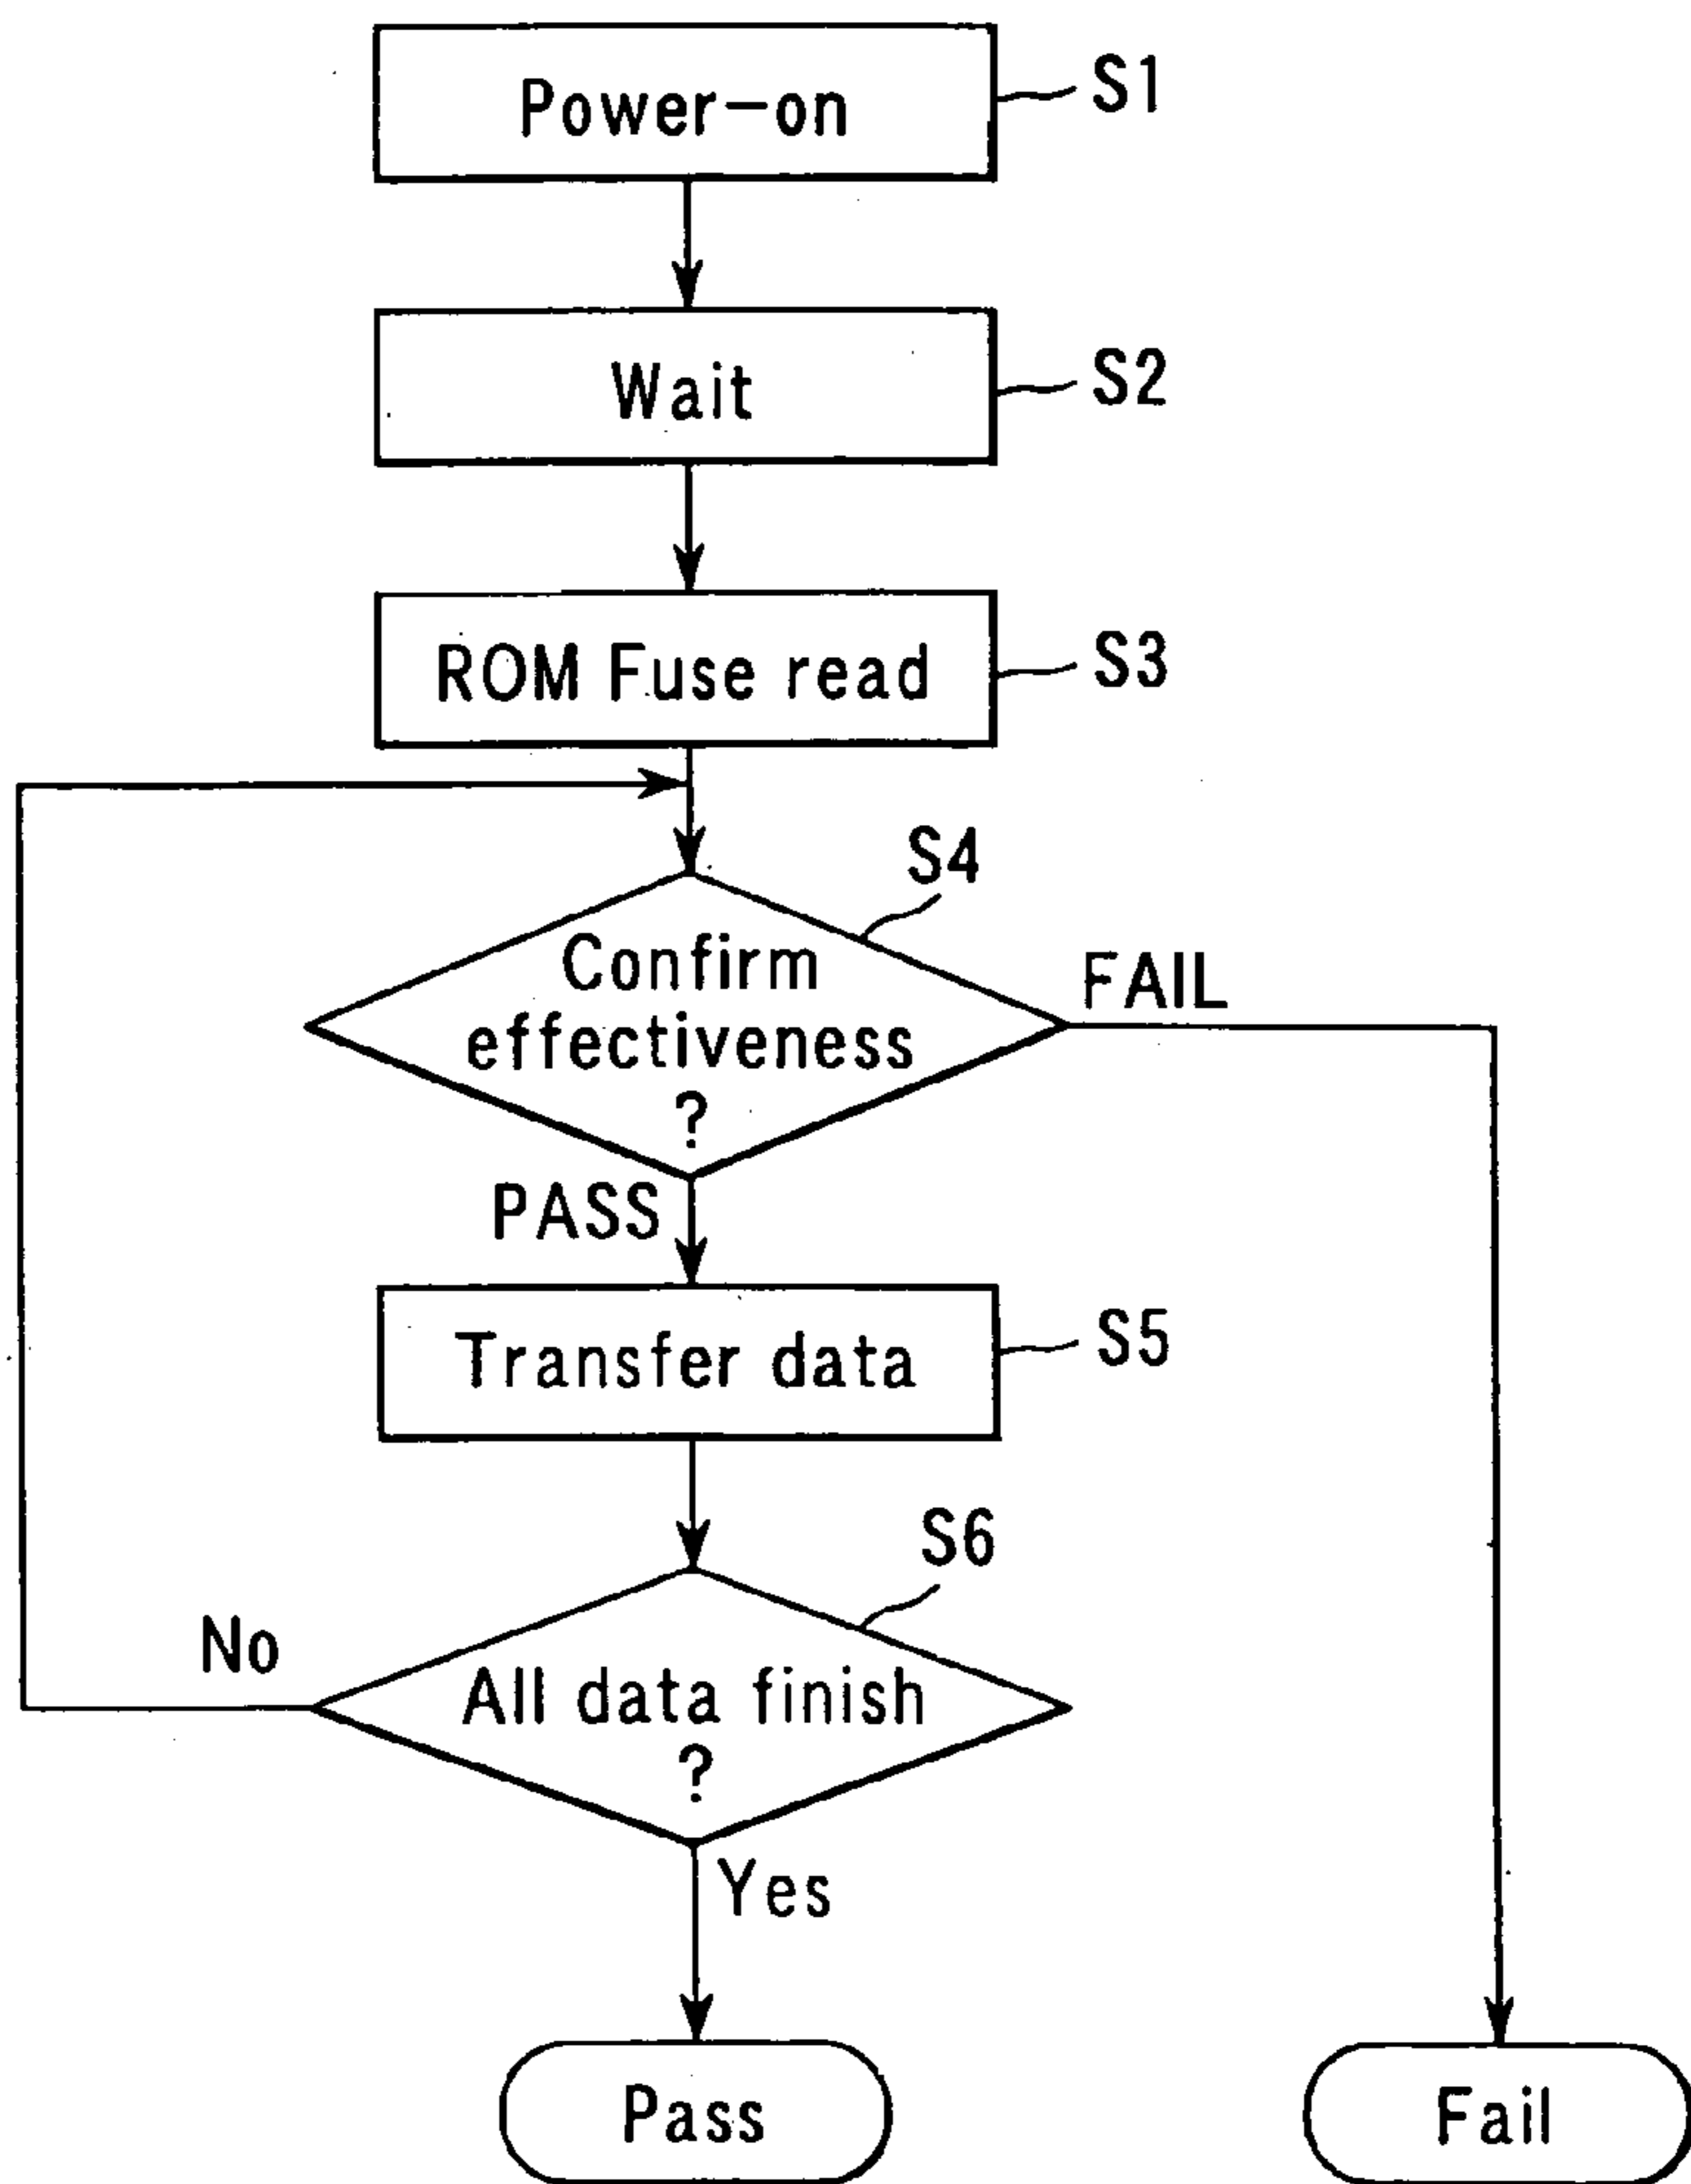 Power-on
S1
Wait
S2
ROM Fuse read
S3
S4
Confirm
effectiveness
?
FAIL
PASS
Transfer data
S5
S6
No
All data finish
?
Yes
Pass
Fail